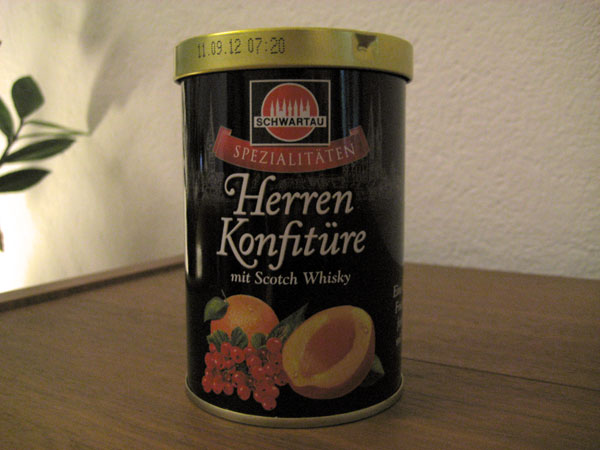 11.09.12 07:20
SCHWARTAU
SPEZIALITÄTEN
Herren
Konfitüre
mit Scotch Whisky